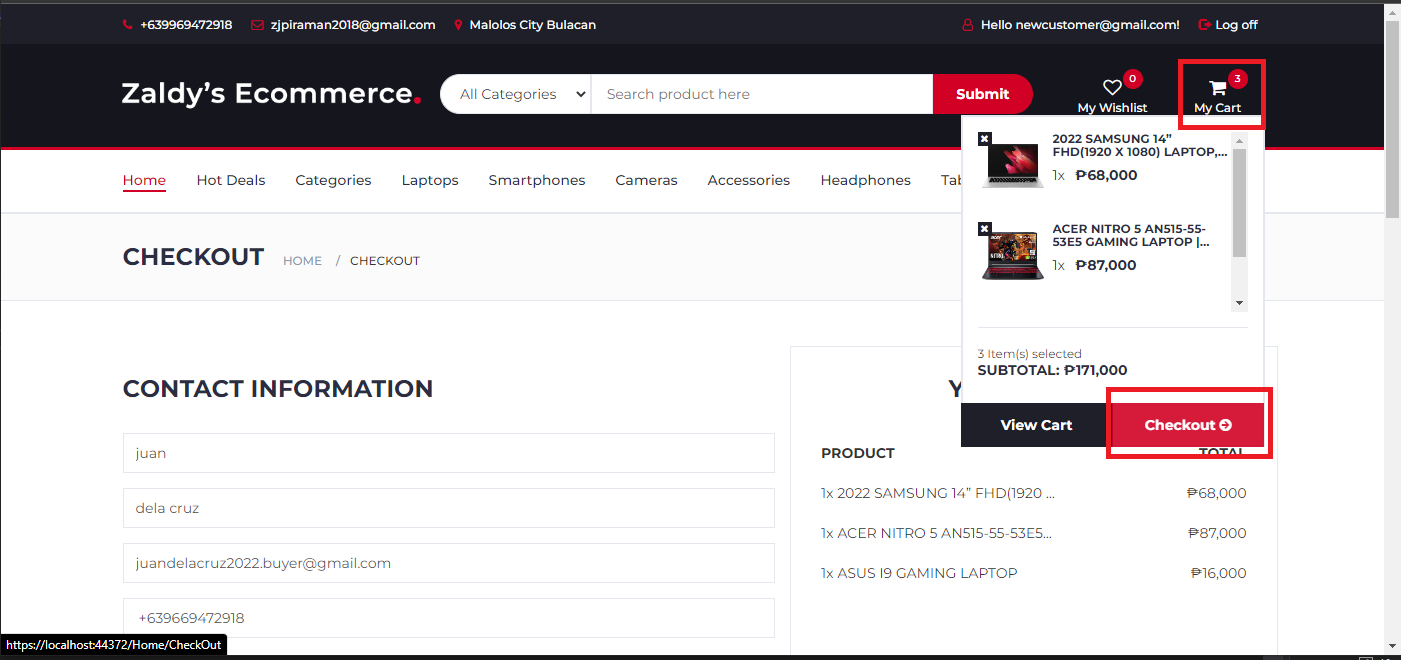 +639969472918 zjpiraman2018@gmail.com Malolos City Bulacan Hello newcustomer@gmail.com! Log off
Zaldy's Ecommerce. All Categories Search product here Submit 0 My Wishlist 3 My Cart
Home Hot Deals Categories Laptops Smartphones Cameras Accessories Headphones Tab
2022 SAMSUNG 14” FHD(1920 X 1080) LAPTOP,...
1x ₱68,000
ACER NITRO 5 AN515-55-
53E5 GAMING LAPTOP |...
1x ₱87,000
3 Item(s) selected
SUBTOTAL: ₱171,000
View Cart Checkout
CHECKOUT HOME / CHECKOUT
CONTACT INFORMATION
juan
dela cruz
juandelacruz2022.buyer@gmail.com
+639669472918
Y
PRODUCT TOTAL
1x 2022 SAMSUNG 14” FHD(1920 ... ₱68,000
1x ACER NITRO 5 AN515-55-53E5... ₱87,000
1x ASUS I9 GAMING LAPTOP ₱16,000
https://localhost:44372/Home/CheckOut